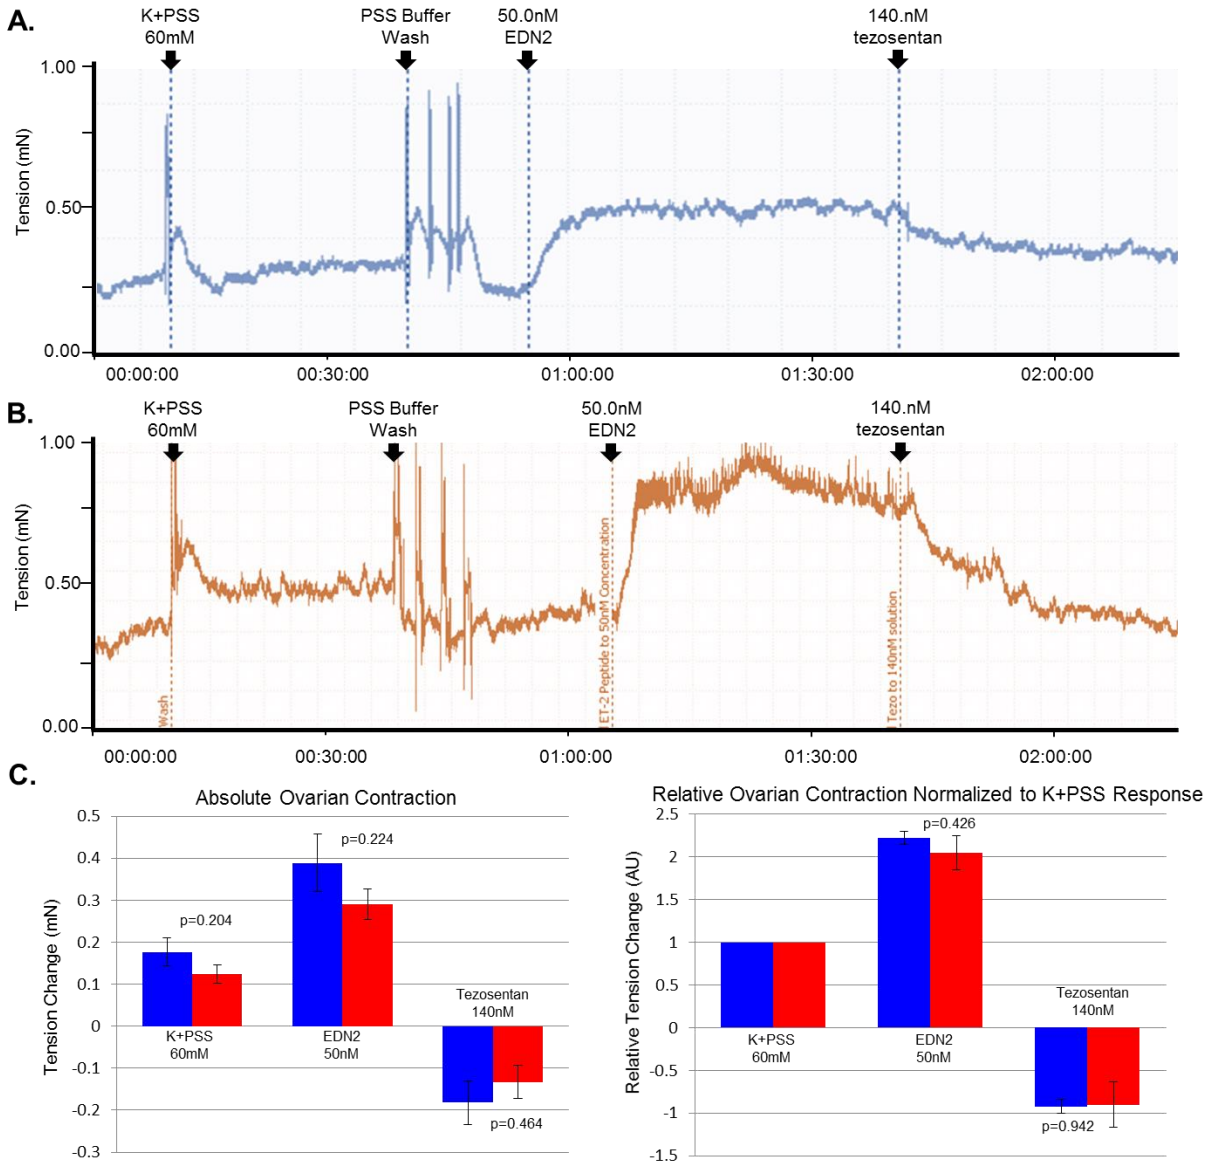 A.
K+PSS
60mM
PSS Buffer
Wash
50.0nM
EDN2
140.nM
tezosentan
1.00
0.50
0.00
Tension (mN)
00:00:00
00:30:00
01:00:00
01:30:00
02:00:00
B.
K+PSS
60mM
PSS Buffer
Wash
50.0nM
EDN2
140.nM
tezosentan
1.00
0.50
0.00
Tension (mN)
Wash
ET-2 Peptide to 50nM Concentration
Tezo to 140nM solution
00:00:00
00:30:00
01:00:00
01:30:00
02:00:00
C.
Absolute Ovarian Contraction
Tension Change (mN)
0.5
0.4
0.3
0.2
0.1
0
-0.1
-0.2
-0.3
p=0.204
p=0.224
p=0.464
K+PSS
60mM
EDN2
50nM
Tezosentan
140nM
Relative Ovarian Contraction Normalized to K+PSS Response
Relative Tension Change (AU)
2.5
2
1.5
1
0.5
0
-0.5
-1
-1.5
p=0.426
p=0.942
K+PSS
60mM
EDN2
50nM
Tezosentan
140nM